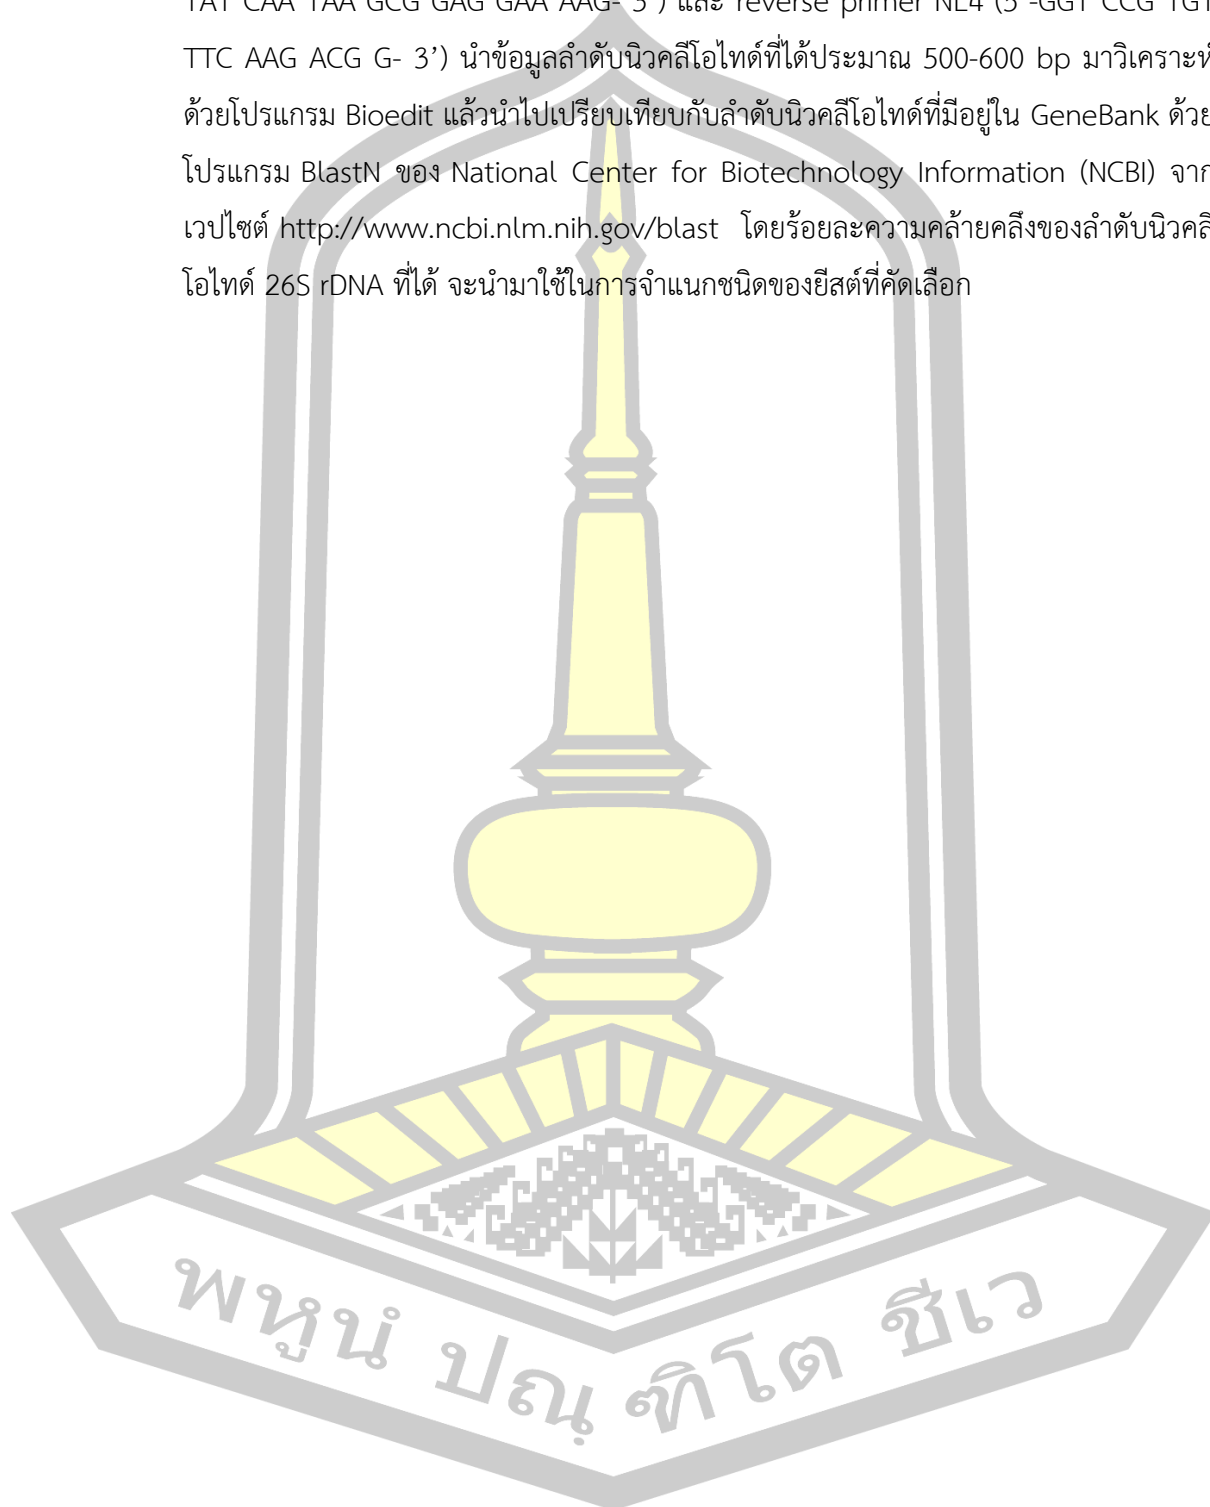 TAT CAA TAA GCG GAG GAA AAG- 3’) และ reverse primer NL4 (5’-GGT CCG TGT
TTC AAG ACG G- 3’) นำข้อมูลลำดับนิวคลีโอไทด์ที่ได้ประมาณ 500-600 bp มาวิเคราะห์
ด้วยโปรแกรม Bioedit แล้วนำไปเปรียบเทียบกับลำดับนิวคลีโอไทด์ที่มีอยู่ใน GeneBank ด้วย
โปรแกรม BlastN ของ National Center for Biotechnology Information (NCBI) จาก
เวปไซต์ http://www.ncbi.nlm.nih.gov/blast โดยร้อยละความคล้ายคลึงของลำดับนิวคลี
โอไทด์ 26S rDNA ที่ได้ จะนำมาใช้ในการจำแนกชนิดของยีสต์ที่คัดเลือก
พหูนํ ปณฺฑิโต ชีเว